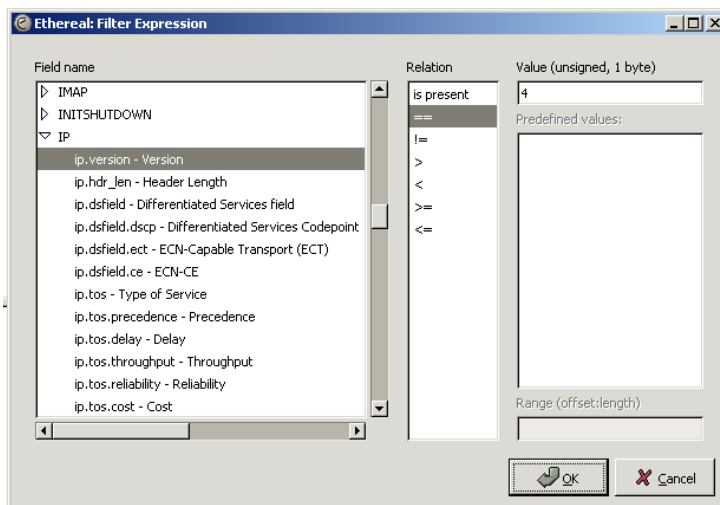 Ethereal: Filter Expression
Field name
IMAP
INITSHUTDOWN
IP
ip.version - Version
ip.hdr_len - Header Length
ip.dsfield - Differentiated Services field
ip.dsfield.dscp - Differentiated Services Codepoint
ip.dsfield.ect - ECN-Capable Transport (ECT)
ip.dsfield.ce - ECN-CE
ip.tos - Type of Service
ip.tos.precedence - Precedence
ip.tos.delay - Delay
ip.tos.throughput - Throughput
ip.tos.reliability - Reliability
ip.tos.cost - Cost
Relation
is present
==
!=
>
<
>=
<=
Value (unsigned, 1 byte)
4
Predefined values:
Range (offset:length)
OK
Cancel